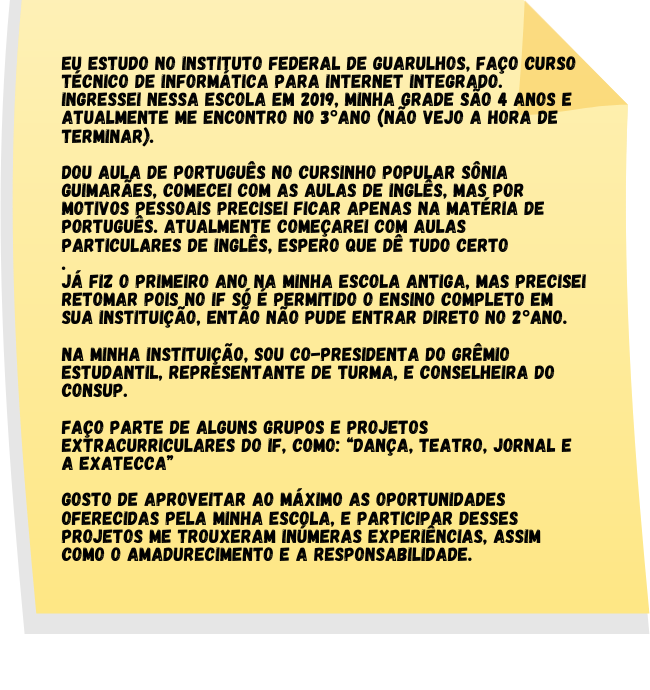 EU ESTUDO NO INSTITUTO FEDERAL DE GUARULHOS, FAÇO CURSO
TÉCNICO DE INFORMÁTICA PARA INTERNET INTEGRADO.
INGRESSEI NESSA ESCOLA EM 2019, MINHA GRADE SÃO 4 ANOS E
ATUALMENTE ME ENCONTRO NO 3°ANO (NÃO VEJO A HORA DE
TERMINAR).
DOU AULA DE PORTUGUÊS NO CURSINHO POPULAR SÔNIA
GUIMARÃES, COMECEI COM AS AULAS DE INGLÊS, MAS POR
MOTIVOS PESSOAIS PRECISEI FICAR APENAS NA MATÉRIA DE
PORTUGUÊS. ATUALMENTE COMEÇAREI COM AULAS
PARTICULARES DE INGLÊS, ESPERO QUE DÊ TUDO CERTO
.
JÁ FIZ O PRIMEIRO ANO NA MINHA ESCOLA ANTIGA, MAS PRECISEI
RETOMAR POIS NO IF SÓ É PERMITIDO O ENSINO COMPLETO EM
SUA INSTITUIÇÃO, ENTÃO NÃO PUDE ENTRAR DIRETO NO 2°ANO.
NA MINHA INSTITUIÇÃO, SOU CO-PRESIDENTA DO GRÊMIO
ESTUDANTIL, REPRESENTANTE DE TURMA, E CONSELHEIRA DO
CONSUP.
FAÇO PARTE DE ALGUNS GRUPOS E PROJETOS
EXTRACURRICULARES DO IF, COMO: “DANÇA, TEATRO, JORNAL E
A EXATECCA”
GOSTO DE APROVEITAR AO MÁXIMO AS OPORTUNIDADES
OFERECIDAS PELA MINHA ESCOLA, E PARTICIPAR DESSES
PROJETOS ME TROUXERAM INÚMERAS EXPERIÊNCIAS, ASSIM
COMO O AMADURECIMENTO E A RESPONSABILIDADE.